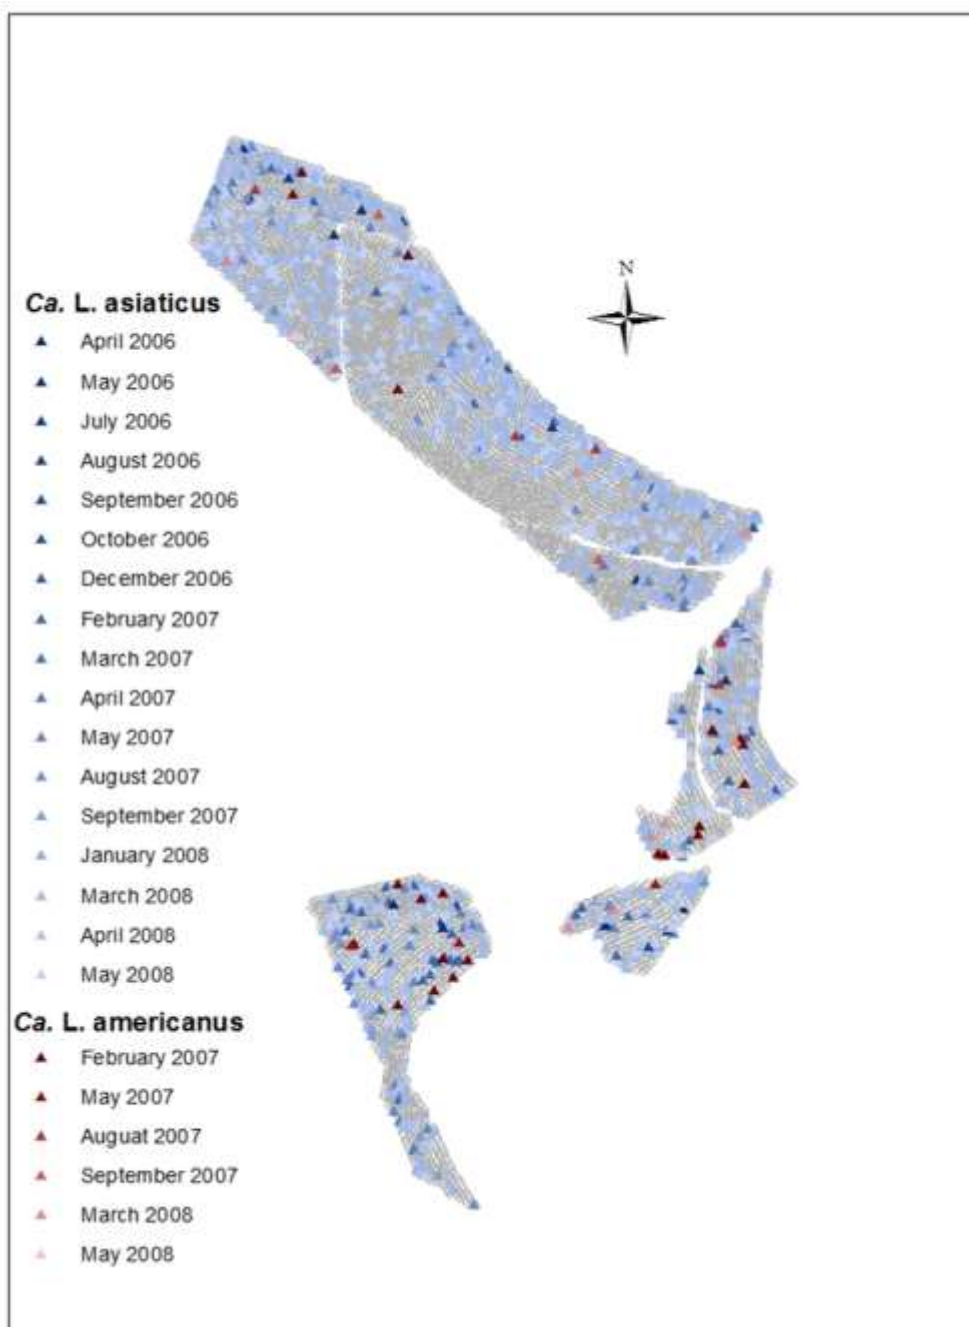 N
Ca. L. asiaticus
April 2006
May 2006
July 2006
August 2006
September 2006
October 2006
December 2006
February 2007
March 2007
April 2007
May 2007
August 2007
September 2007
January 2008
March 2008
April 2008
May 2008
Ca. L. americanus
February 2007
May 2007
Auguat 2007
September 2007
March 2008
May 2008